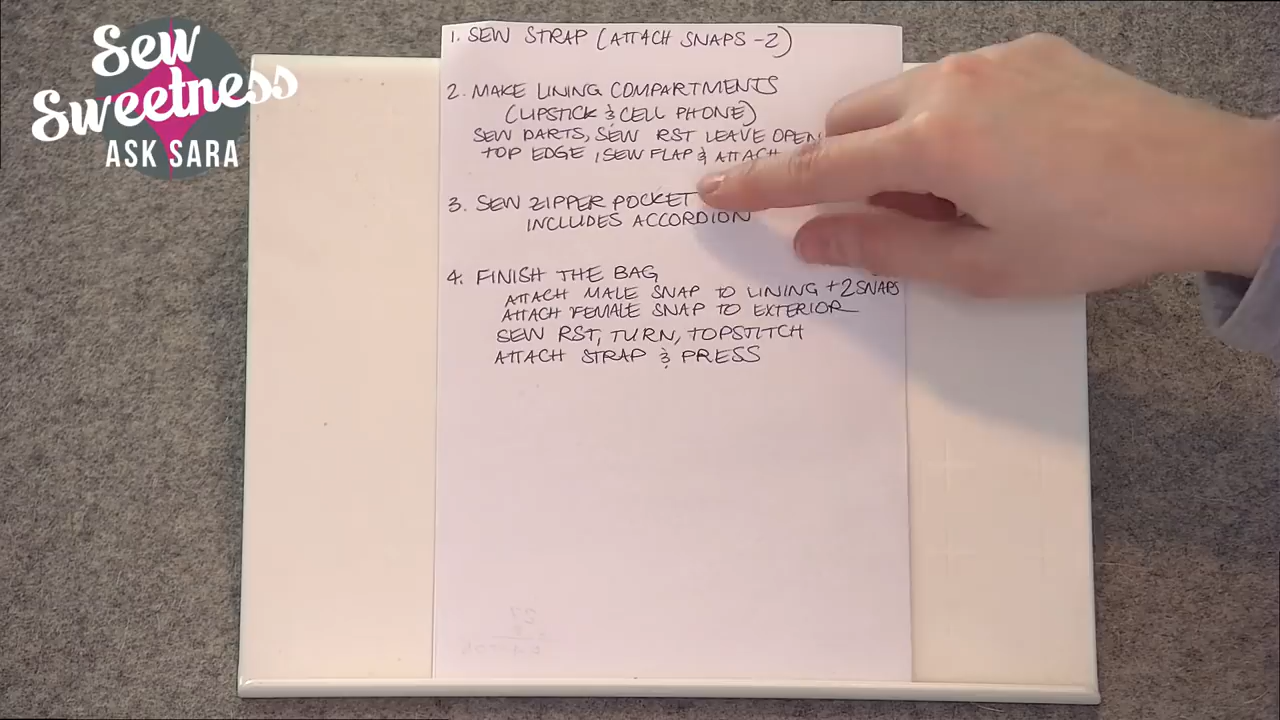 Sew
Sweetness
ASK SARA
1. SEW STRAP (ATTACH SNAPS - 2)
2. MAKE LINING COMPARTMENTS
(LIPSTICK & CELL PHONE)
SEW DARTS, SEW RST LEAVE OPEN
TOP EDGE, SEW FLAP & ATTACH
3. SEW ZIPPER POCKET
INCLUDES ACCORDION
4. FINISH THE BAG
ATTACH MALE SNAP TO LINING + 2 SNAPS
ATTACH FEMALE SNAP TO EXTERIOR
SEW RST, TURN, TOPSTITCH
ATTACH STRAP & PRESS